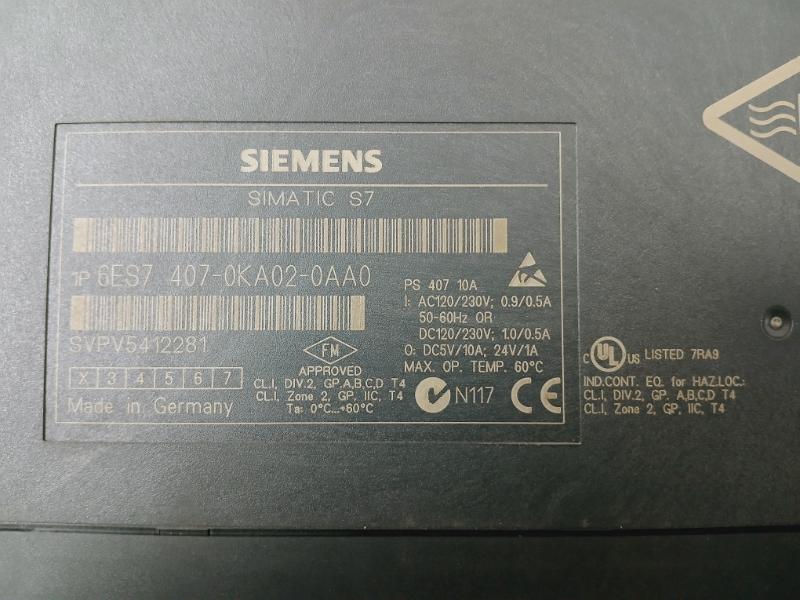 SIEMENS
SIMATIC S7
1P 6ES7 407-0KA02-0AA0
SVPV5412281
X 3 4 5 6 7
Made in Germany
FM
APPROVED
CL.I, DIV.2, GP.A,B,C,D T4
CL.I, Zone 2, GP. IIC, T4
Ta: 0°C...+60°C
PS 407 10A
I: AC120/230V; 0.9/0.5A
50-60Hz OR
DC120/230V; 1.0/0.5A
O: DC5V/10A; 24V/1A
MAX. OP. TEMP. 60°C
N117 CE
C UL US LISTED 7RA9
IND.CONT. EQ. for HAZ.LOC.:
CL.I, DIV.2, GP. A,B,C,D T4
CL.I, Zone 2, GP, IIC, T4